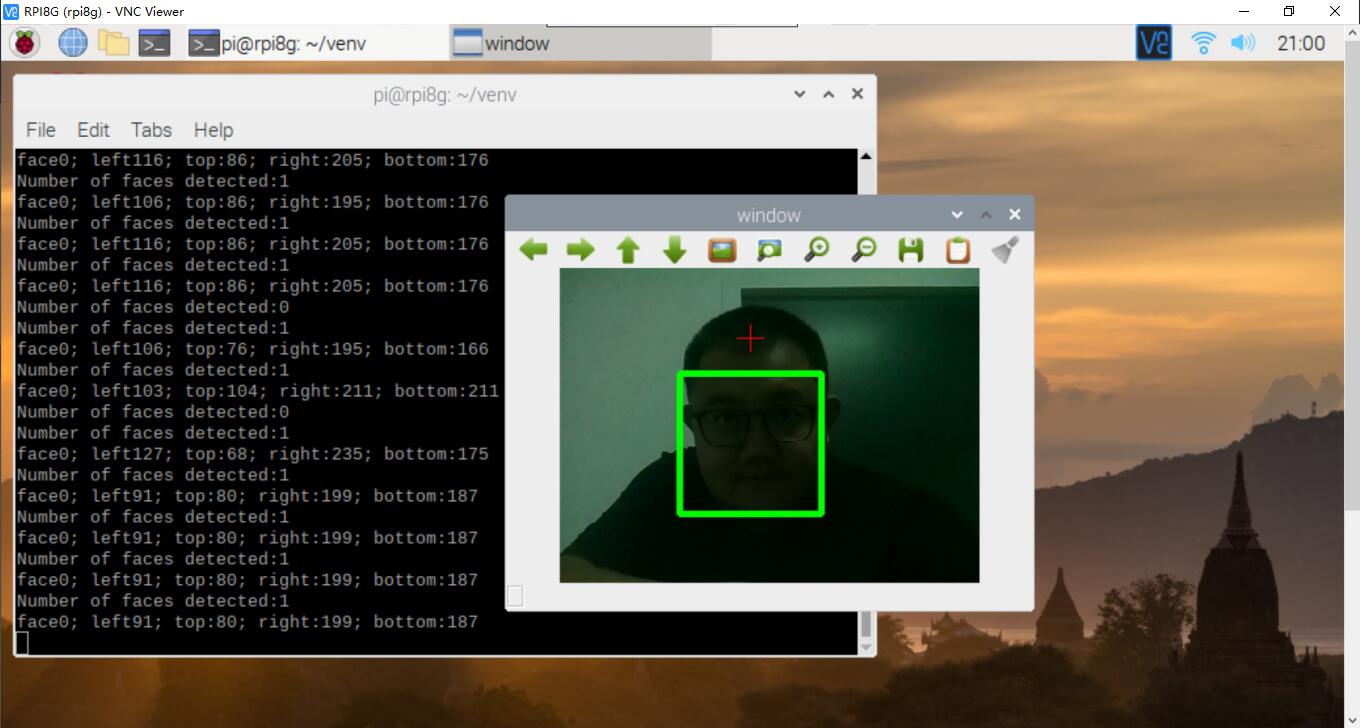 RPI8G (rpi8g) - VNC Viewer
pi@rpi8g: ~/venv
window
21:00
pi@rpi8g: ~/venv
File Edit Tabs Help
face0; left116; top:86; right:205; bottom:176
Number of faces detected:1
face0; left106; top:86; right:195; bottom:176
Number of faces detected:1
face0; left116; top:86; right:205; bottom:176
Number of faces detected:1
face0; left116; top:86; right:205; bottom:176
Number of faces detected:0
Number of faces detected:1
face0; left106; top:76; right:195; bottom:166
Number of faces detected:1
face0; left103; top:104; right:211; bottom:211
Number of faces detected:0
Number of faces detected:1
face0; left127; top:68; right:235; bottom:175
Number of faces detected:1
face0; left91; top:80; right:199; bottom:187
Number of faces detected:1
face0; left91; top:80; right:199; bottom:187
Number of faces detected:1
face0; left91; top:80; right:199; bottom:187
Number of faces detected:1
face0; left91; top:80; right:199; bottom:187
window